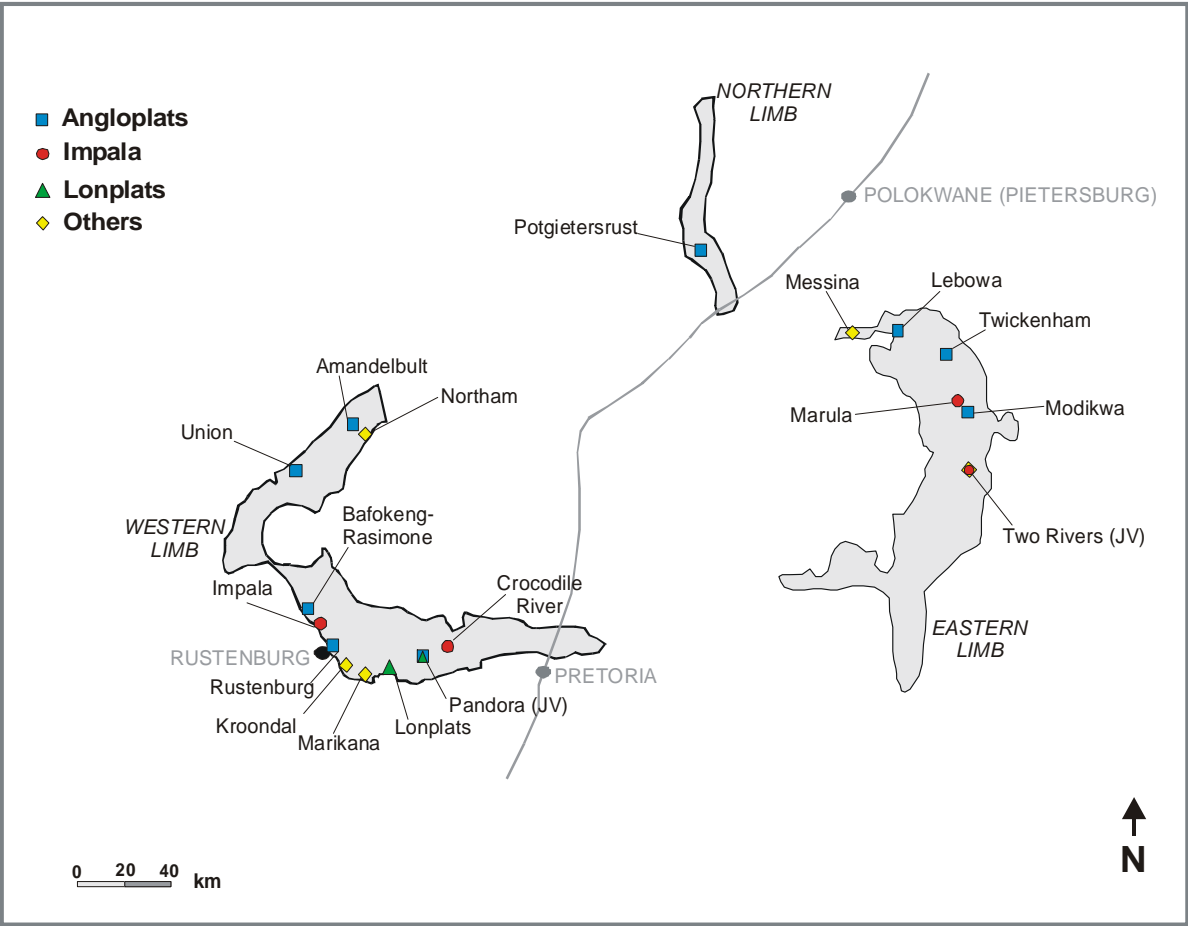 Angloplats
Impala
Lonplats
Others
NORTHERN
LIMB
POLOKWANE (PIETERSBURG)
Potgietersrust
Messina
Lebowa
Twickenham
Marula
Modikwa
Two Rivers (JV)
EASTERN
LIMB
Amandelbult
Northam
Union
WESTERN
LIMB
Bafokeng-
Rasimone
Impala
Crocodile
River
RUSTENBURG
Rustenburg
Kroondal
Marikana
Lonplats
Pandora (JV)
PRETORIA
0 20 40 km
N